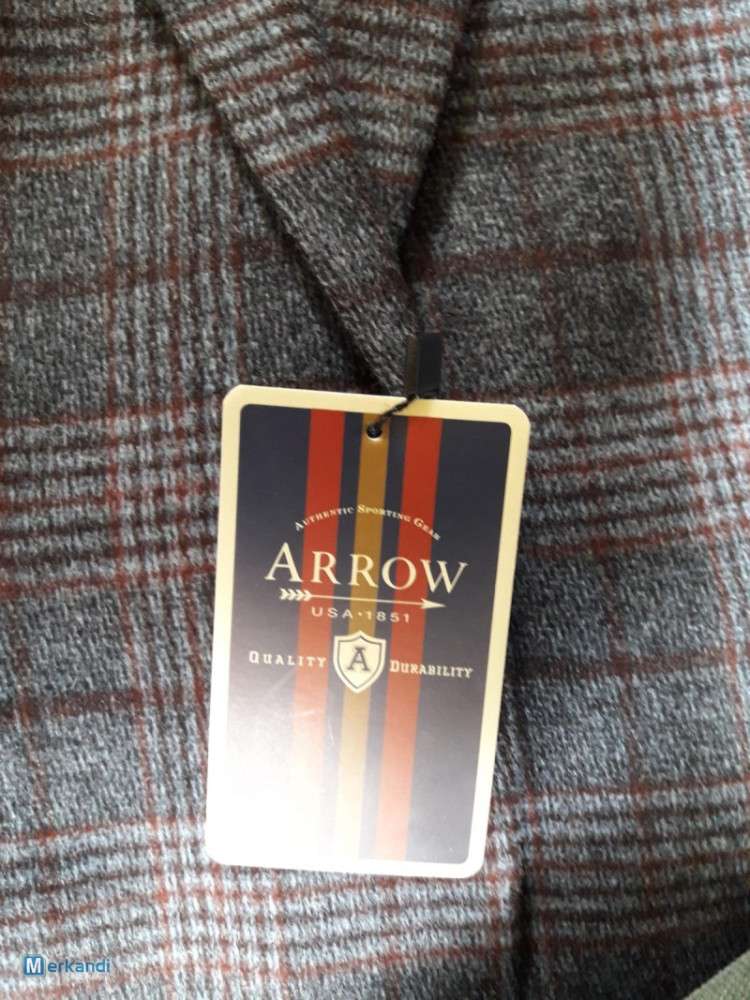 AUTHENTIC SPORTING GEAR
ARROW
USA·1851
QUALITY A DURABILITY
Merkandi